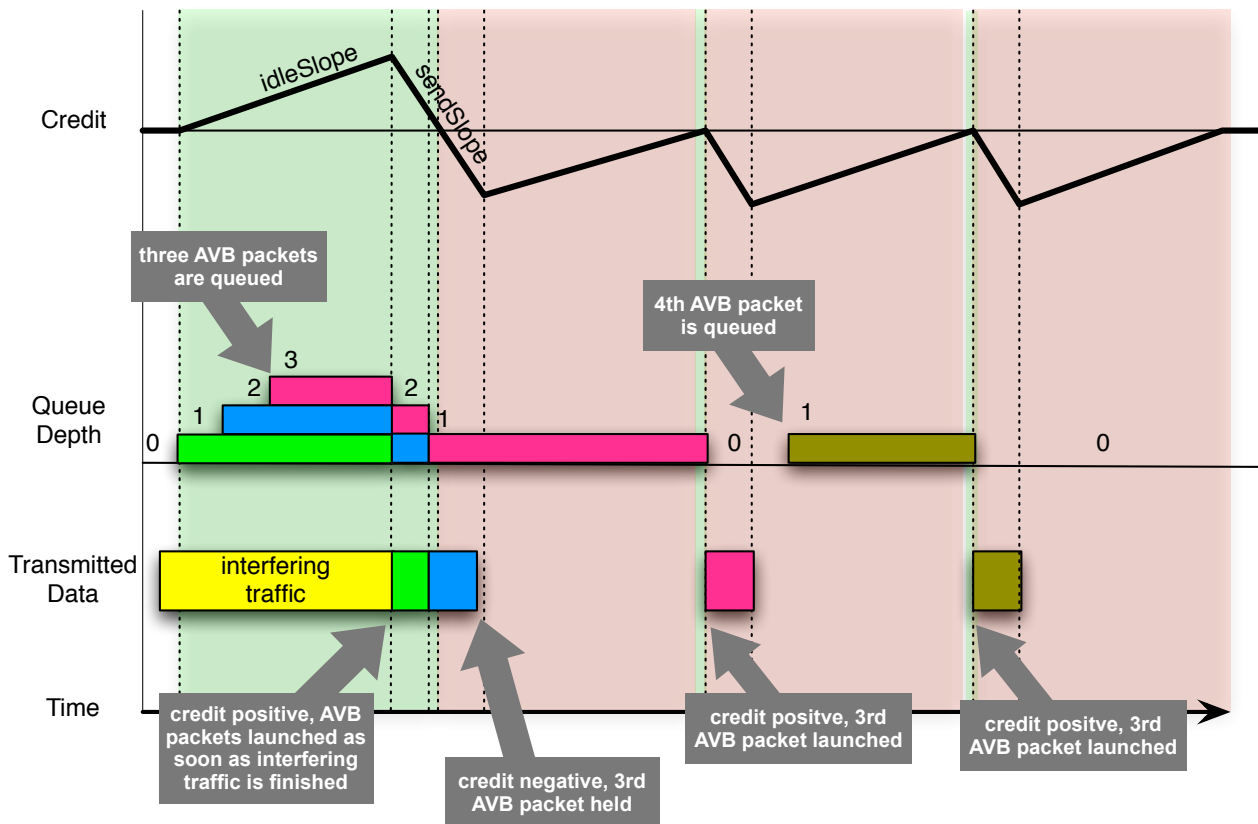 idleSlope
sendSlope
Credit
three AVB packets
are queued
4th AVB packet
is queued
3
2
2
1
1
1
Queue
Depth
0
0
0
interfering
traffic
Transmitted
Data
Time
credit positive, AVB
packets launched as
soon as interfering
traffic is finished
credit negative, 3rd
AVB packet held
credit positve, 3rd
AVB packet launched
credit positve, 3rd
AVB packet launched